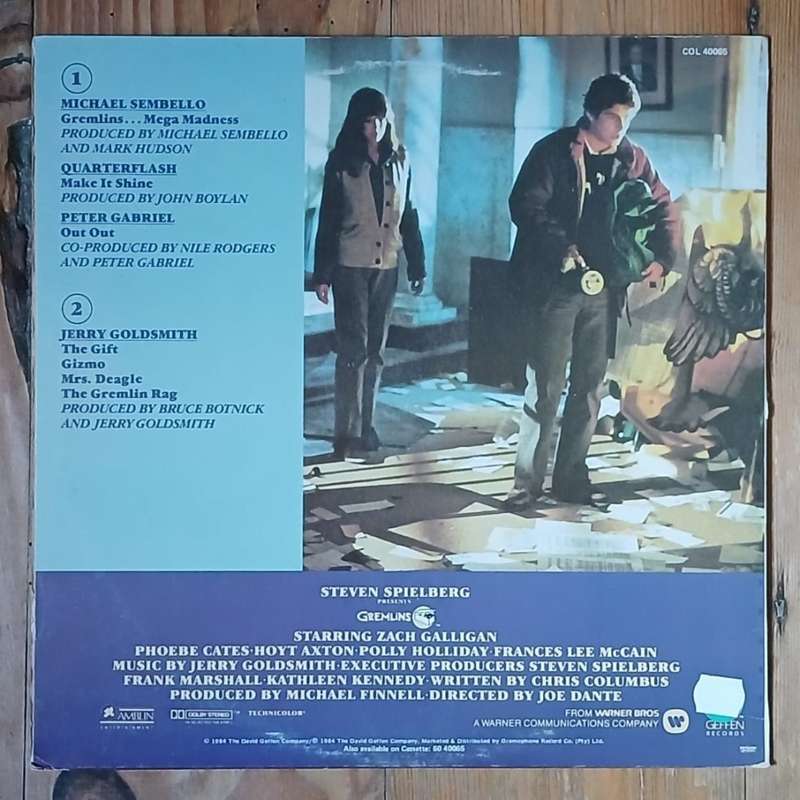 COL 40065
1
MICHAEL SEMBELLO
Gremlins...Mega Madness
PRODUCED BY MICHAEL SEMBELLO
AND MARK HUDSON
QUARTERFLASH
Make It Shine
PRODUCED BY JOHN BOYLAN
PETER GABRIEL
Out Out
CO-PRODUCED BY NILE RODGERS
AND PETER GABRIEL
2
JERRY GOLDSMITH
The Gift
Gizmo
Mrs. Deagle
The Gremlin Rag
PRODUCED BY BRUCE BOTNICK
AND JERRY GOLDSMITH
STEVEN SPIELBERG
PRESENTS
GREMLINS
STARRING ZACH GALLIGAN
PHOEBE CATES·HOYT AXTON·POLLY HOLLIDAY·FRANCES LEE McCAIN
MUSIC BY JERRY GOLDSMITH·EXECUTIVE PRODUCERS STEVEN SPIELBERG
FRANK MARSHALL·KATHLEEN KENNEDY·WRITTEN BY CHRIS COLUMBUS
PRODUCED BY MICHAEL FINNELL·DIRECTED BY JOE DANTE
AMBLIN
ENTERTAINMENT
DOLBY STEREO
TECHNICOLOR®
FROM WARNER BROS
A WARNER COMMUNICATIONS COMPANY
GEFFEN
RECORDS
© 1984 The David Geffen Company/℗ 1984 The David Geffen Company. Marketed & Distributed by Gramophone Record Co. (Pty) Ltd.
Also available on Cassette: 50 40065